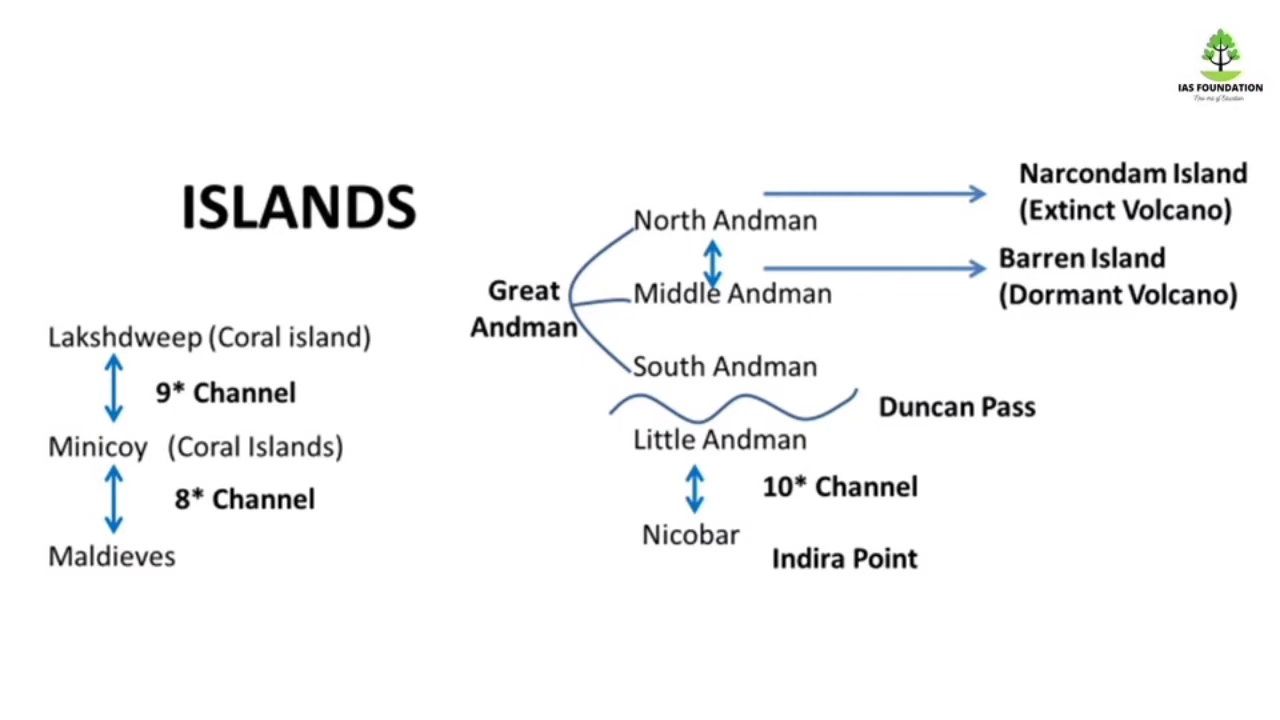 IAS FOUNDATION
ISLANDS
Lakshdweep (Coral island)
9* Channel
Minicoy (Coral Islands)
8* Channel
Maldieves
Great
Andman
North Andman
Middle Andman
South Andman
Duncan Pass
Little Andman
10* Channel
Nicobar
Indira Point
Narcondam Island
(Extinct Volcano)
Barren Island
(Dormant Volcano)